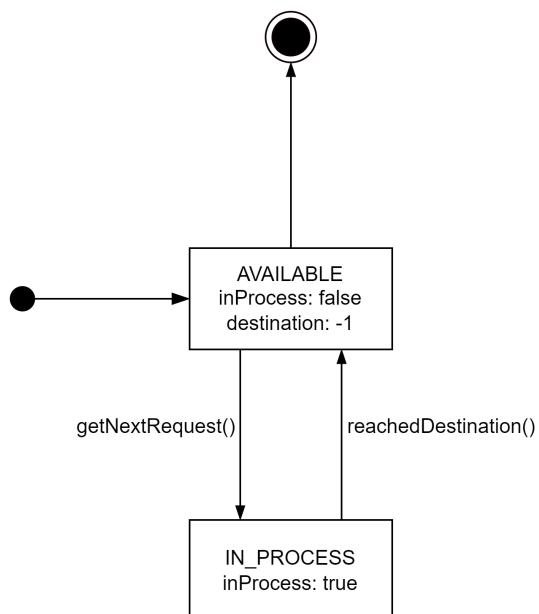 AVAILABLE
inProcess: false
destination: -1
getNextRequest()
reachedDestination()
IN_PROCESS
inProcess: true